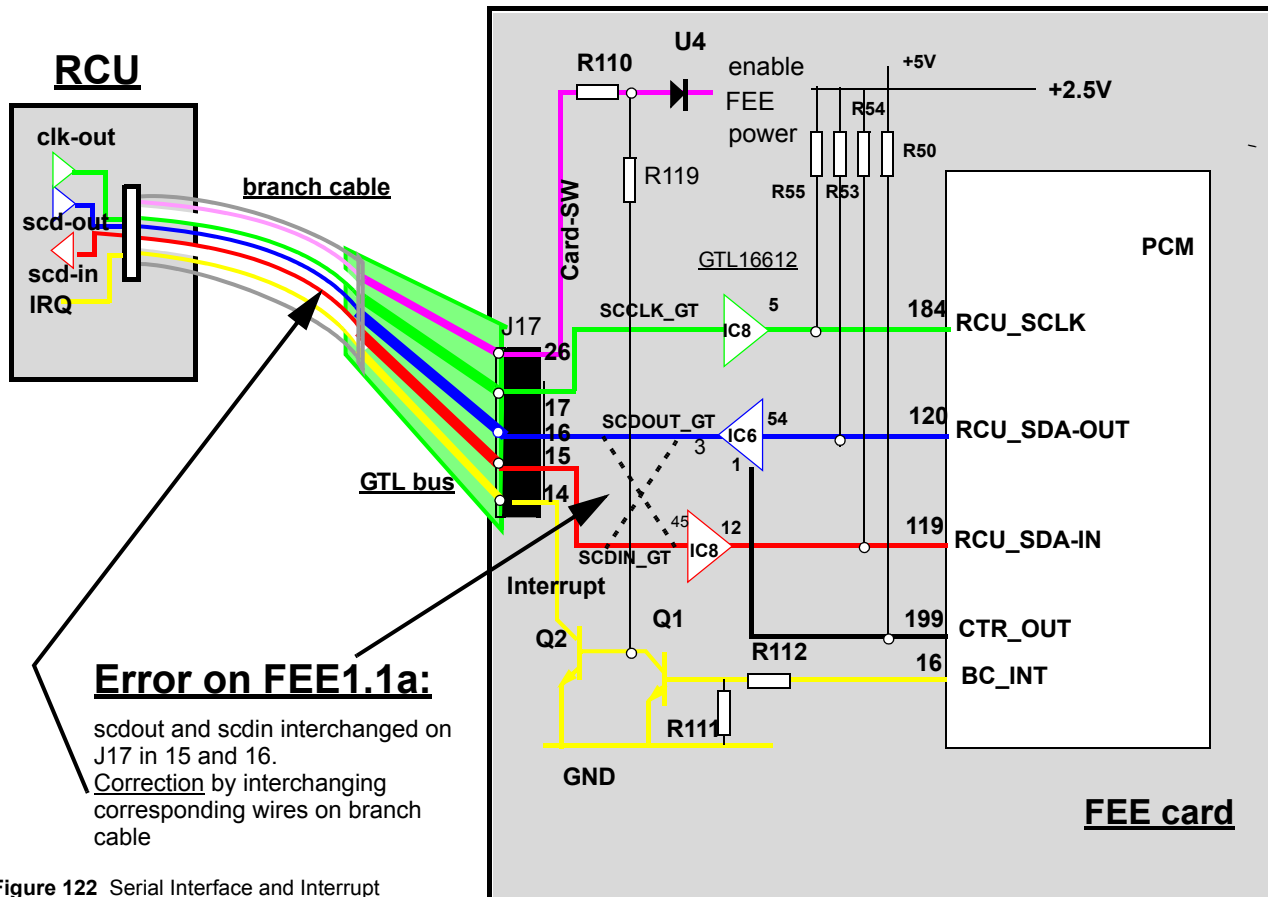 RCU
clk-out
scd-out
scd-in
IRQ
branch cable
GTL bus
J17
26
17
16
15
14
Card-SW
R110
U4
enable
FEE
power
R119
+5V
+2.5V
R54
R50
R55
R53
GTL16612
PCM
SCCLK_GT
IC8
5
184
RCU_SCLK
SCDOUT_GT
3
IC6
54
1
120
RCU_SDA-OUT
SCDIN_GT
45
IC8
12
119
RCU_SDA-IN
Interrupt
Q2
Q1
199
CTR_OUT
R112
16
BC_INT
R111
GND
FEE card
Error on FEE1.1a:
scdout and scdin interchanged on
J17 in 15 and 16.
Correction by interchanging
corresponding wires on branch
cable
Figure 122 Serial Interface and Interrupt